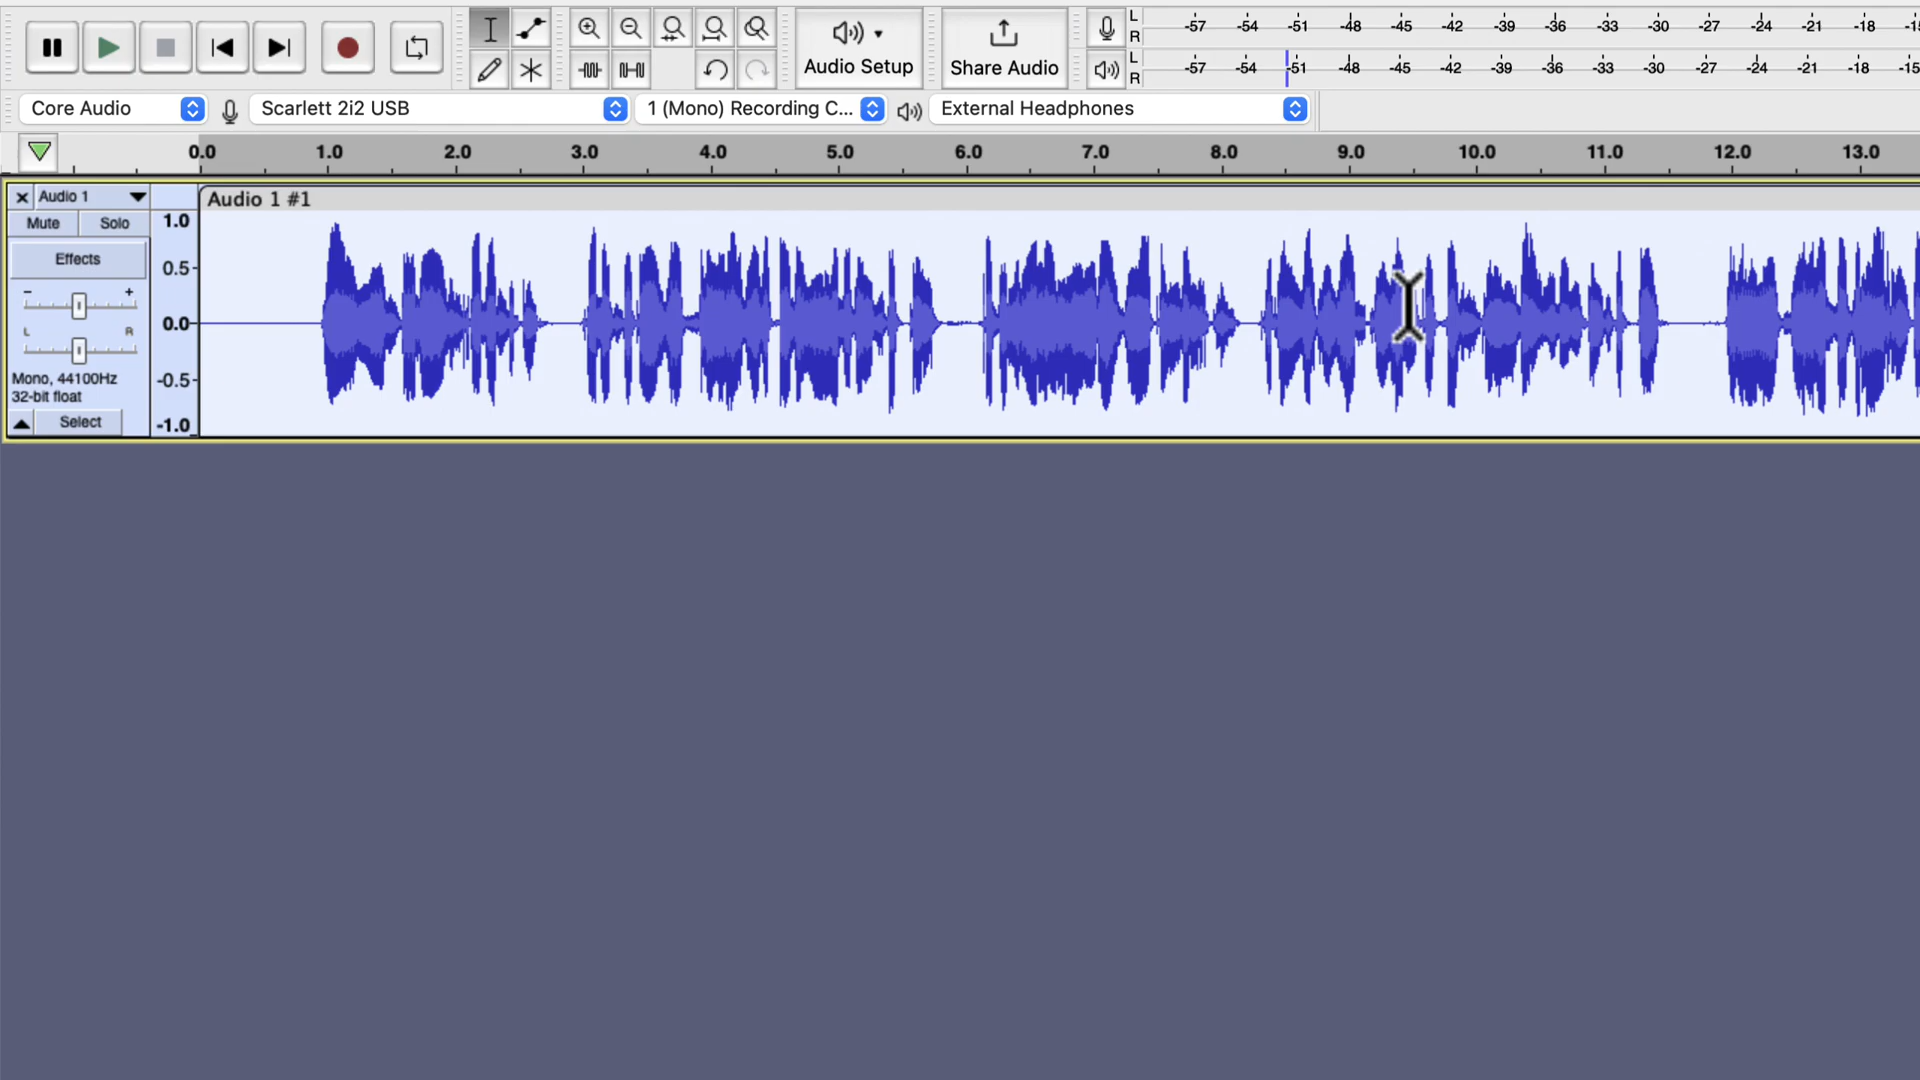 L
R
-57 -54 -51 -48 -45 -42 -39 -36 -33 -30 -27 -24 -21 -18 -15
Audio Setup
Share Audio
L
R
-57 -54 -51 -48 -45 -42 -39 -36 -33 -30 -27 -24 -21 -18 -15
Core Audio
Scarlett 2i2 USB
1 (Mono) Recording C...
External Headphones
0.0 1.0 2.0 3.0 4.0 5.0 6.0 7.0 8.0 9.0 10.0 11.0 12.0 13.0
Audio 1
Audio 1 #1
Mute
Solo
1.0
Effects
0.5
- +
0.0
L R
Mono, 44100Hz
-0.5
32-bit float
Select
-1.0